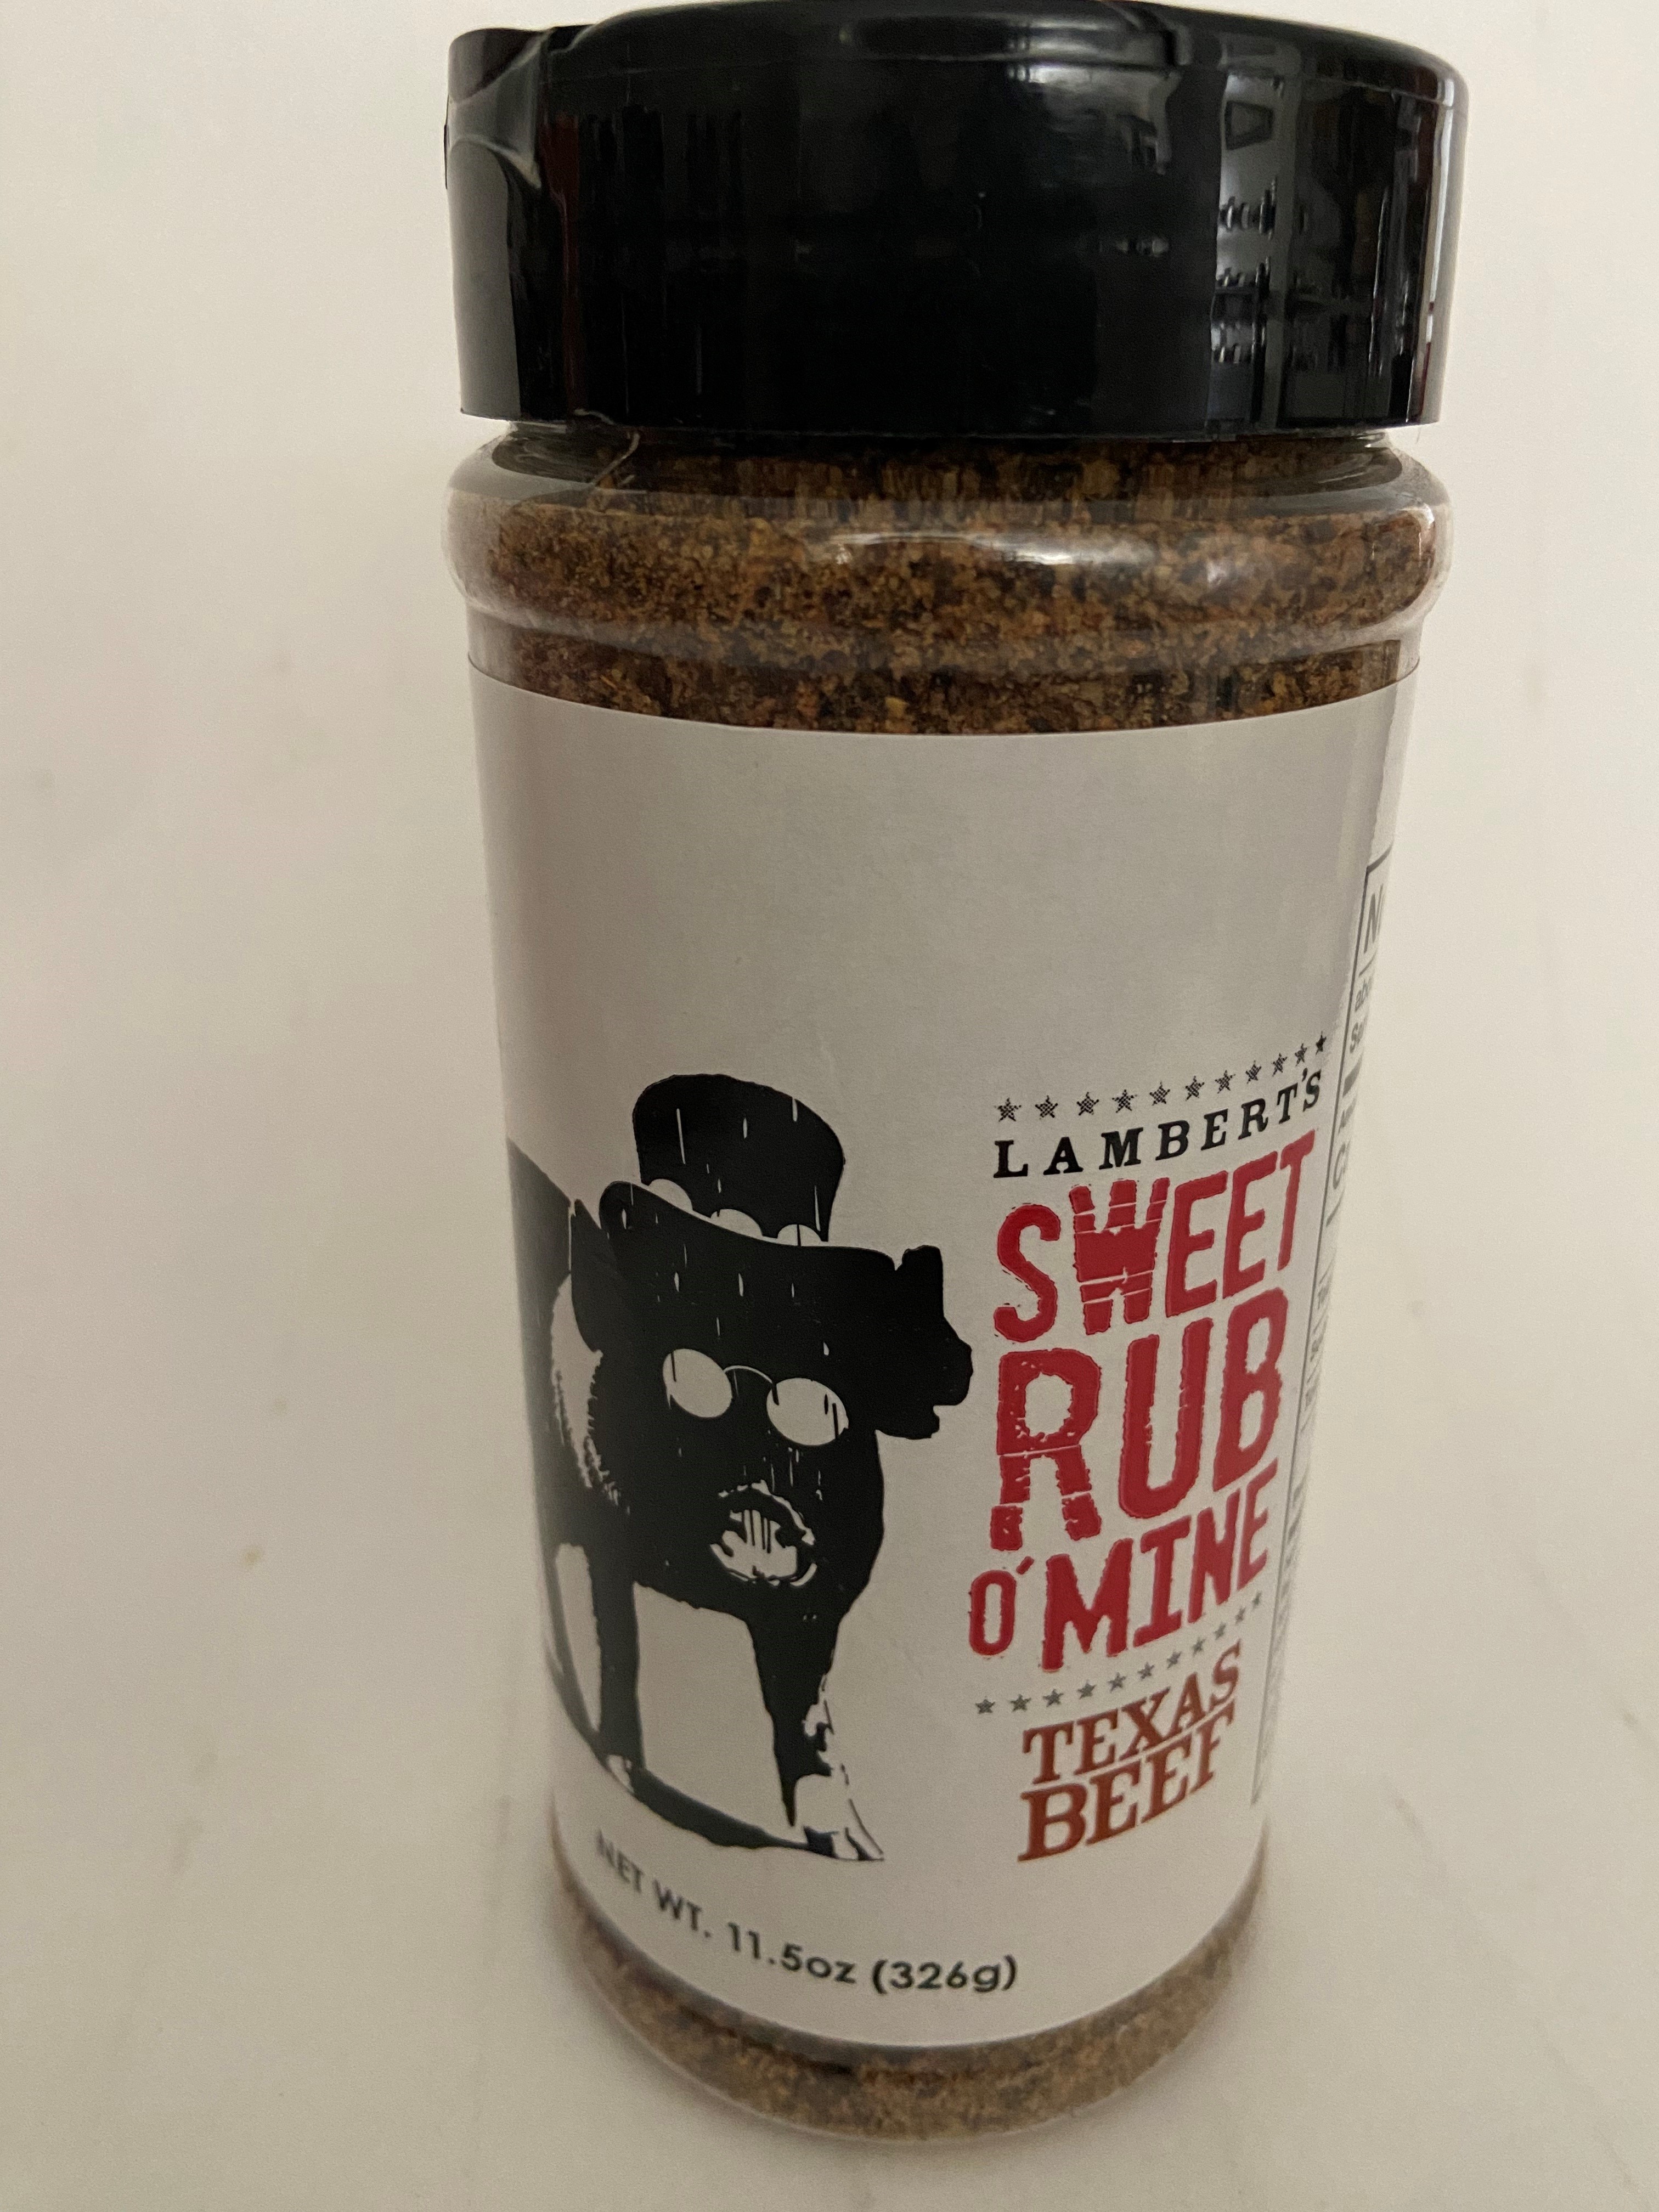 LAMBERT'S
SWEET
RUB
O'MINE
TEXAS
BEEF
NET WT. 11.5oz (326g)